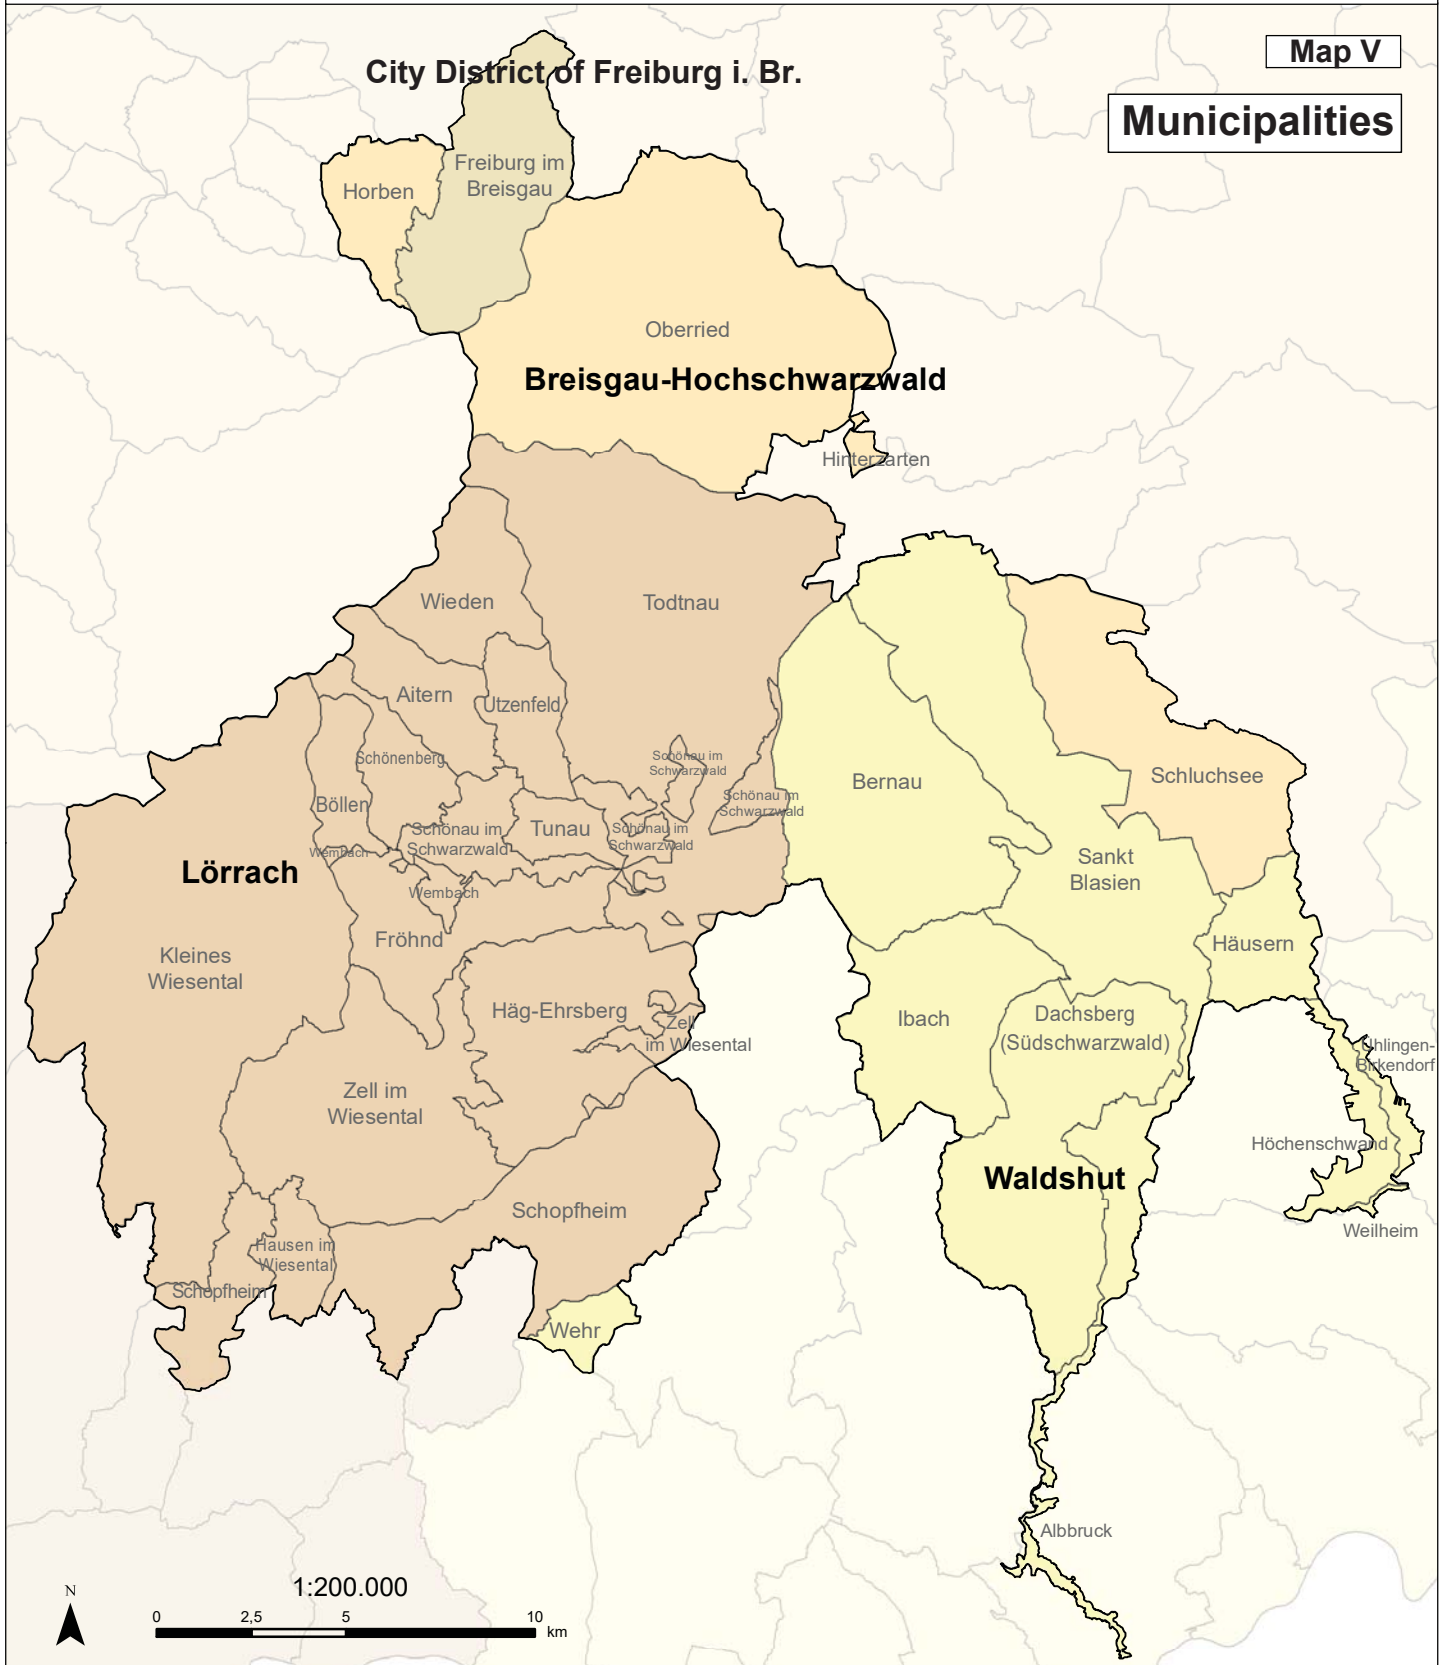 Map V
City District of Freiburg i. Br.
Municipalities
Freiburg im
Breisgau
Horben
Oberried
Breisgau-Hochschwarzwald
Hinterzarten
Wieden
Todtnau
Aitern
Utzenfeld
Schönenberg
Schönau im
Schwarzwald
Schönau im
Schwarzwald
Bernau
Schluchsee
Böllen
Schönau im
Schwarzwald
Tunau
Schönau im
Schwarzwald
Wembach
Lörrach
Sankt
Blasien
Wembach
Fröhnd
Häusern
Kleines
Wiesental
Häg-Ehrsberg
Zell
im Wiesental
Ibach
Dachsberg
(Südschwarzwald)
Ühlingen-
Birkendorf
Zell im
Wiesental
Höchenschwand
Waldshut
Schopfheim
Weilheim
Hausen im
Wiesental
Schopfheim
Wehr
Albbruck
N
1:200.000
0 2,5 5 10
km